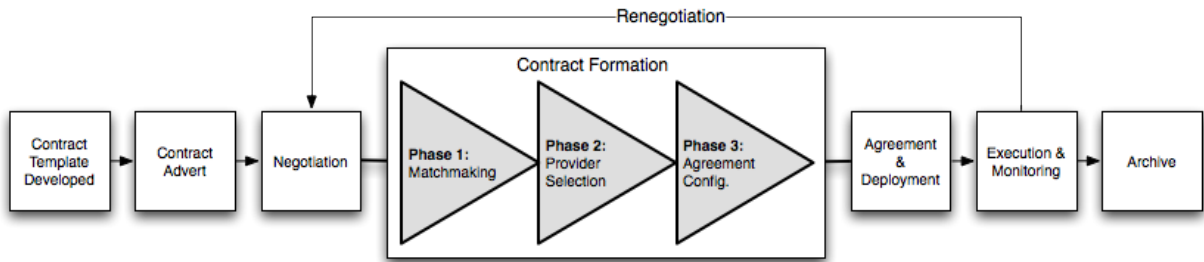 Renegotiation
Contract Formation
Contract
Template
Developed
Contract
Advert
Negotiation
Phase 1:
Matchmaking
Phase 2:
Provider
Selection
Phase 3:
Agreement
Config.
Agreement
&
Deployment
Execution &
Monitoring
Archive